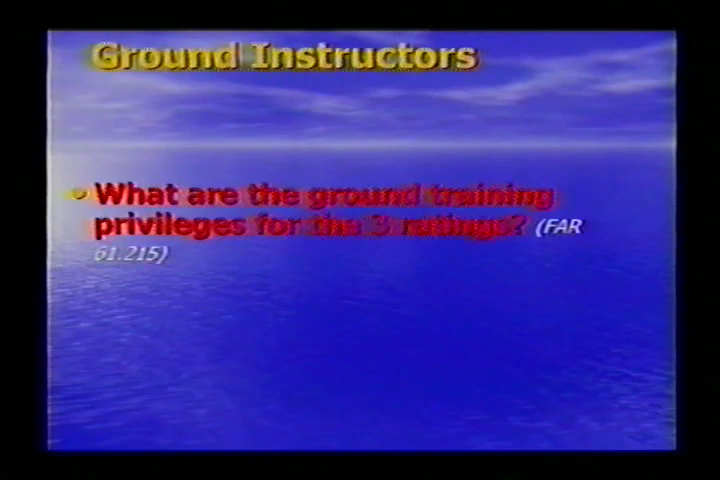 Ground Instructors
• What are the ground training
privileges for the 3 ratings? (FAR
61.215)